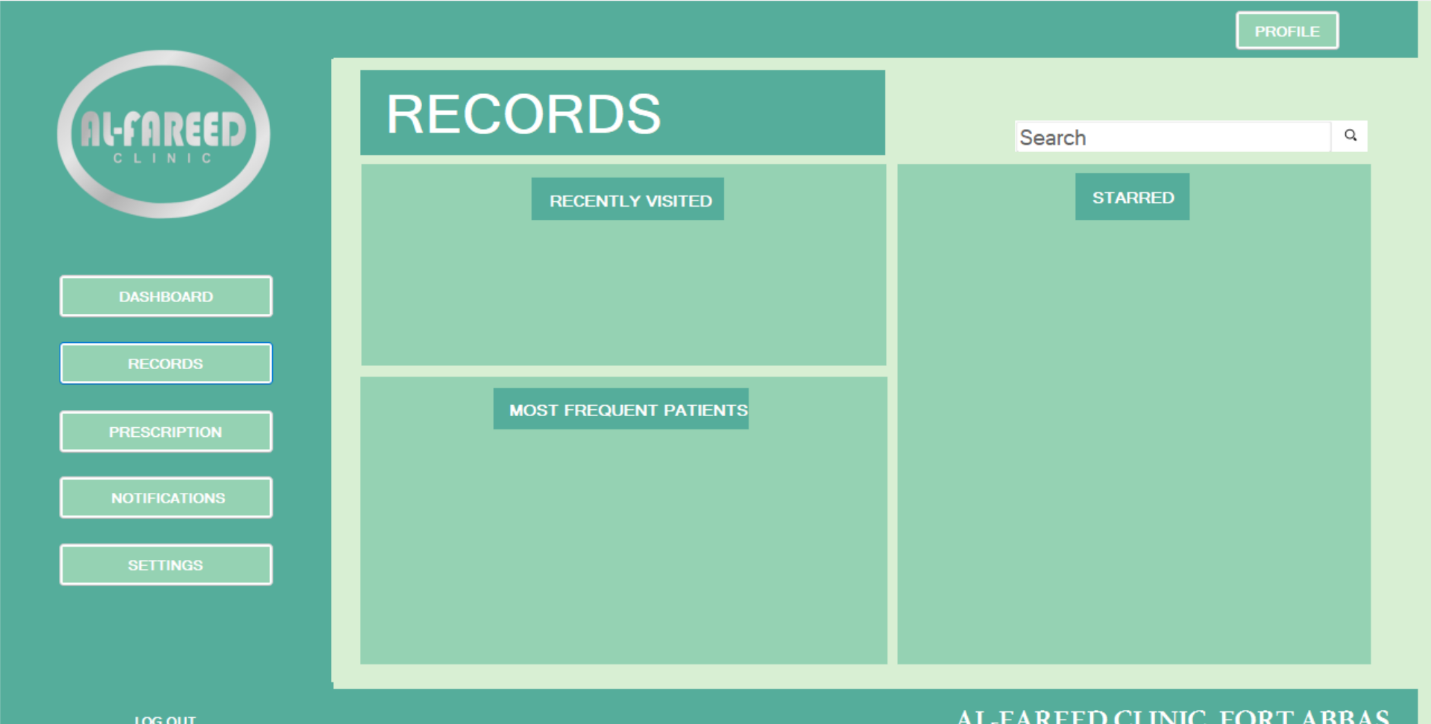 PROFILE
AL-FAREED
CLINIC
RECORDS
Search
RECENTLY VISITED
STARRED
DASHBOARD
RECORDS
MOST FREQUENT PATIENTS
PRESCRIPTION
NOTIFICATIONS
SETTINGS
LOG OUT
AL-FAREED CLINIC, FORT ABBAS